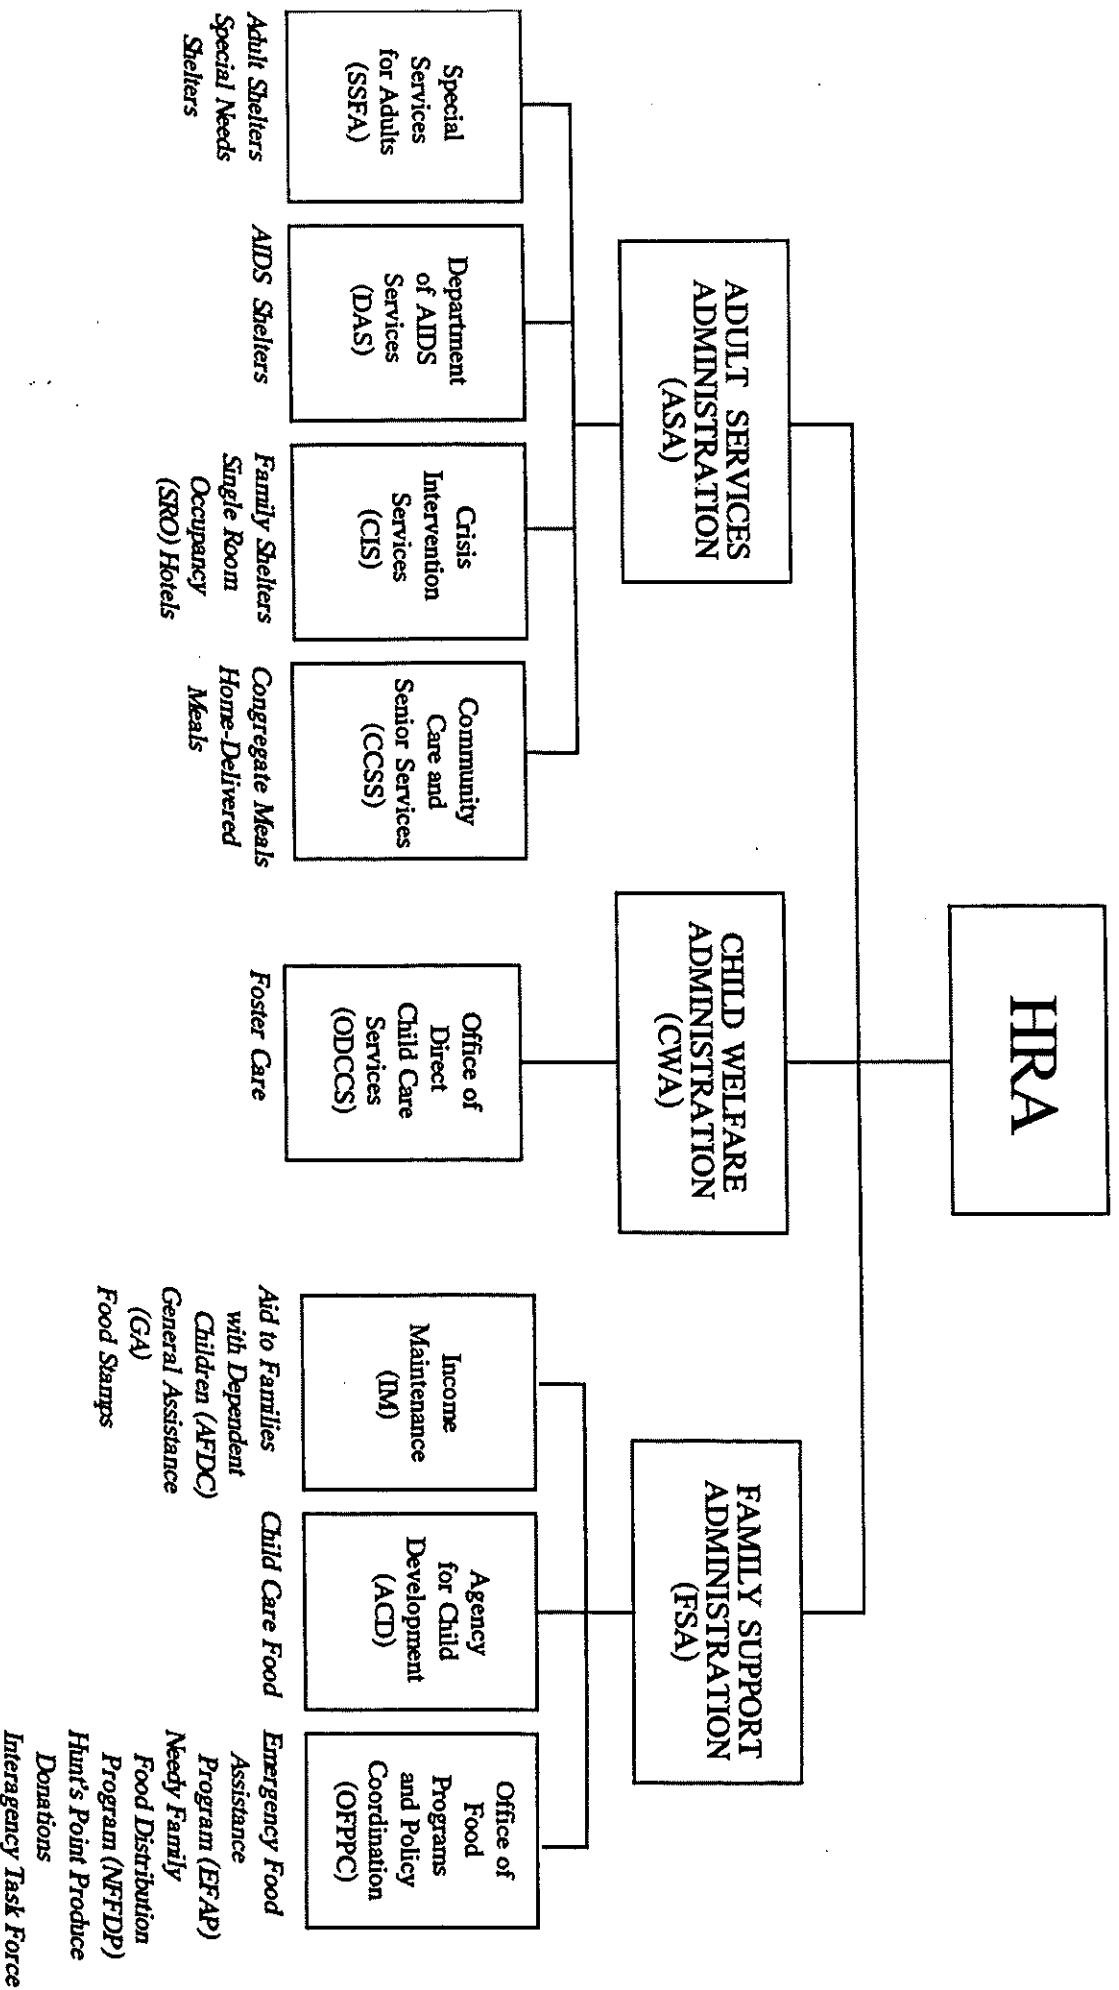 HRA
ADULT SERVICES
ADMINISTRATION
(ASA)
CHILD WELFARE
ADMINISTRATION
(CWA)
FAMILY SUPPORT
ADMINISTRATION
(FSA)
Special
Services
for Adults
(SSFA)
Adult Shelters
Special Needs
Shelters
Department
of AIDS
Services
(DAS)
AIDS Shelters
Crisis
Intervention
Services
(CIS)
Family Shelters
Single Room
Occupancy
(SRO) Hotels
Community
Care and
Senior Services
(CCSS)
Congregate Meals
Home-Delivered
Meals
Office of
Direct
Child Care
Services
(ODCCS)
Foster Care
Income
Maintenance
(IM)
Aid to Families
with Dependent
Children (AFDC)
General Assistance
(GA)
Food Stamps
Agency
for Child
Development
(ACD)
Child Care Food
Office of
Food
Programs
and Policy
Coordination
(OFPPC)
Emergency Food
Assistance
Program (EFAP)
Needy Family
Food Distribution
Program (NFFDP)
Hunt's Point Produce
Donations
Interagency Task Force